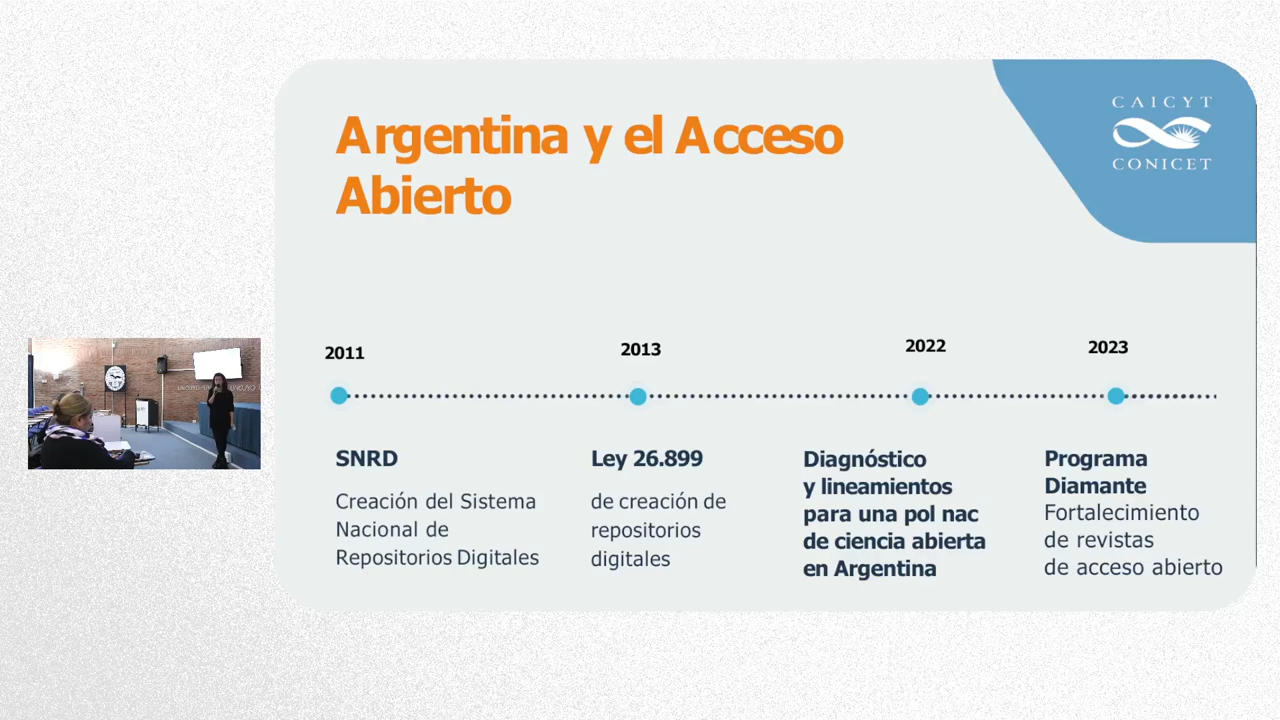 Argentina y el Acceso
Abierto
CAICYT
CONICET
2011
2013
2022
2023
SNRD
Creación del Sistema
Nacional de
Repositorios Digitales
Ley 26.899
de creación de
repositorios
digitales
Diagnóstico
y lineamientos
para una pol nac
de ciencia abierta
en Argentina
Programa
Diamante
Fortalecimiento
de revistas
de acceso abierto